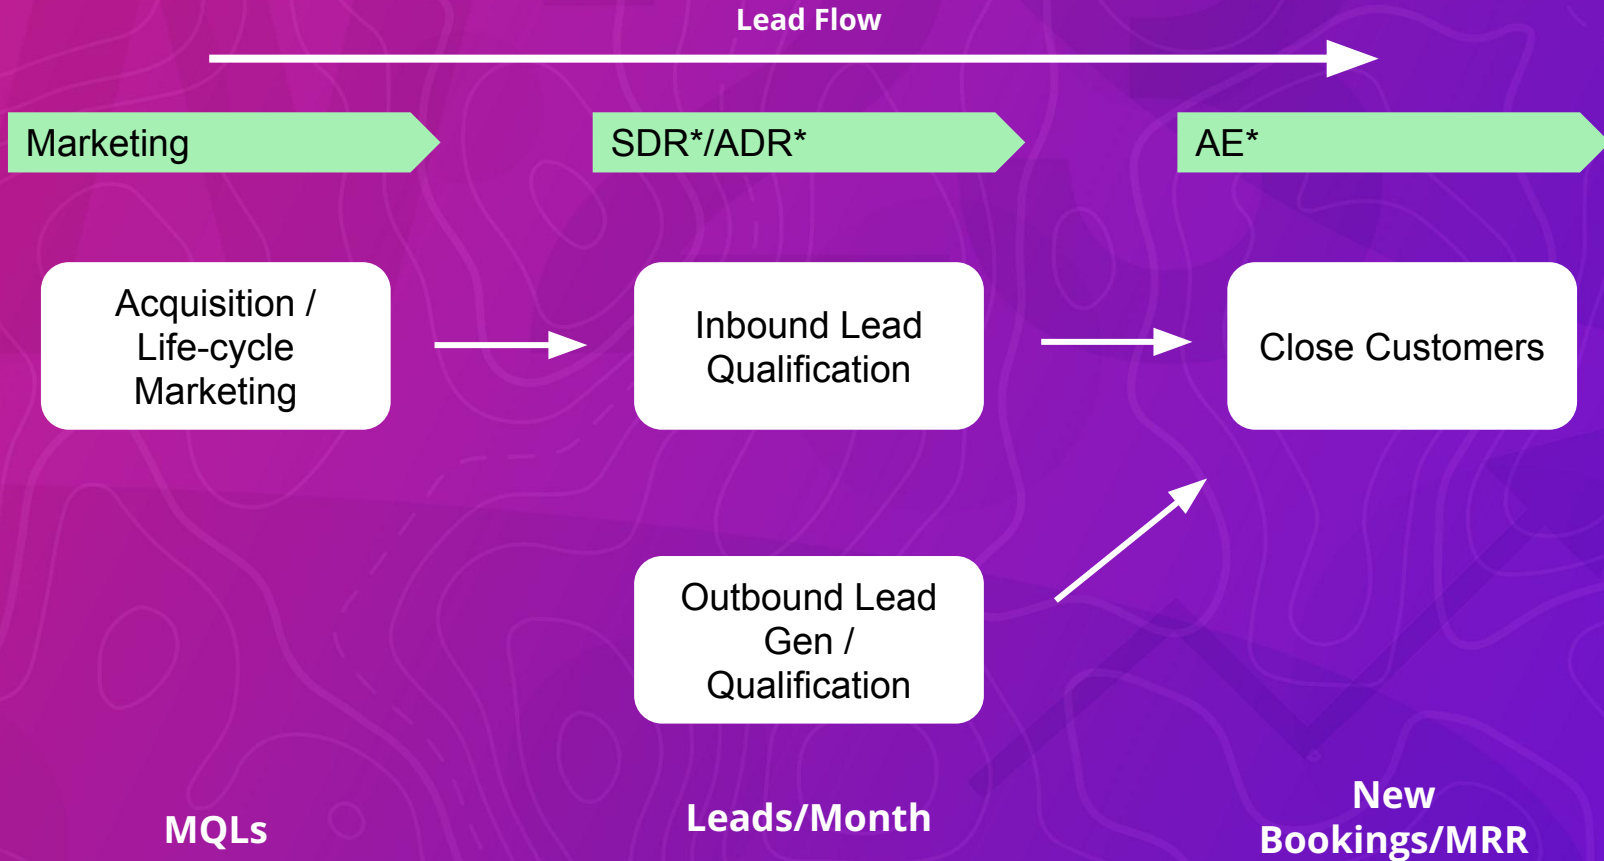 Lead Flow
Marketing
SDR*/ADR*
AE*
Acquisition /
Life-cycle
Marketing
Inbound Lead
Qualification
Close Customers
Outbound Lead
Gen /
Qualification
MQLs
Leads/Month
New
Bookings/MRR